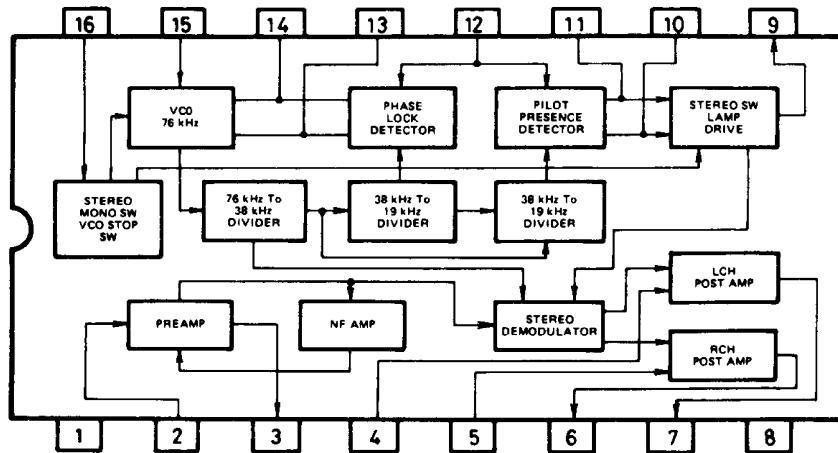 16 15 14 13 12 11 10 9
VCO
76 kHz
PHASE
LOCK
DETECTOR
PILOT
PRESENCE
DETECTOR
STEREO SW
LAMP
DRIVE
STEREO
MONO SW
VCO STOP
SW
76 kHz To
38 kHz
DIVIDER
38 kHz To
19 kHz
DIVIDER
38 kHz To
19 kHz
DIVIDER
PREAMP
NF AMP
STEREO
DEMODULATOR
LCH
POST AMP
RCH
POST AMP
1 2 3 4 5 6 7 8